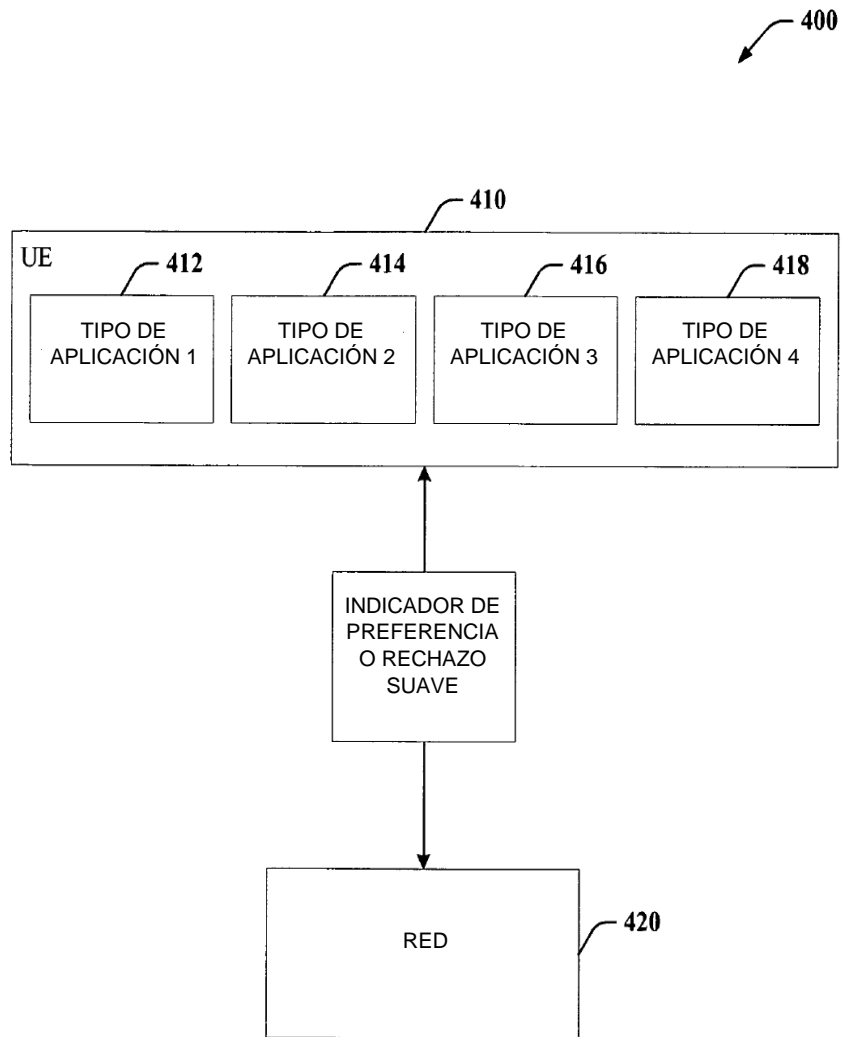 400
410
UE
412
414
416
418
TIPO DE
APLICACIÓN 1
TIPO DE
APLICACIÓN 2
TIPO DE
APLICACIÓN 3
TIPO DE
APLICACIÓN 4
INDICADOR DE
PREFERENCIA
O RECHAZO
SUAVE
420
RED